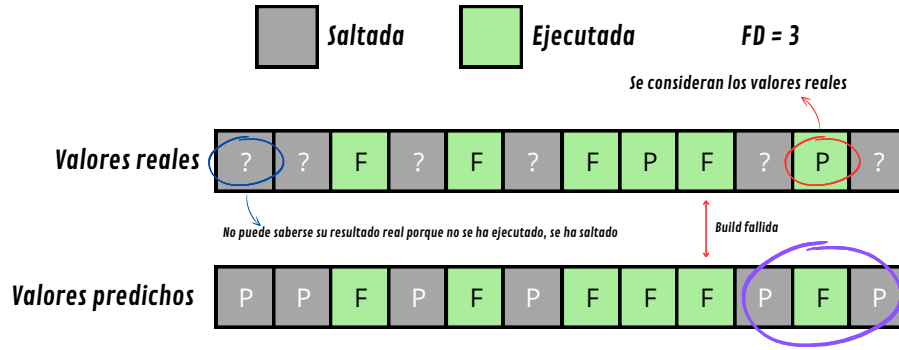 Saltada Ejecutada FD = 3
Se consideran los valores reales
Valores reales ? ? F ? F ? F P F ? P ?
No puede saberse su resultado real porque no se ha ejecutado, se ha saltado
Build fallida
Valores predichos P P F P F P F F F P F P